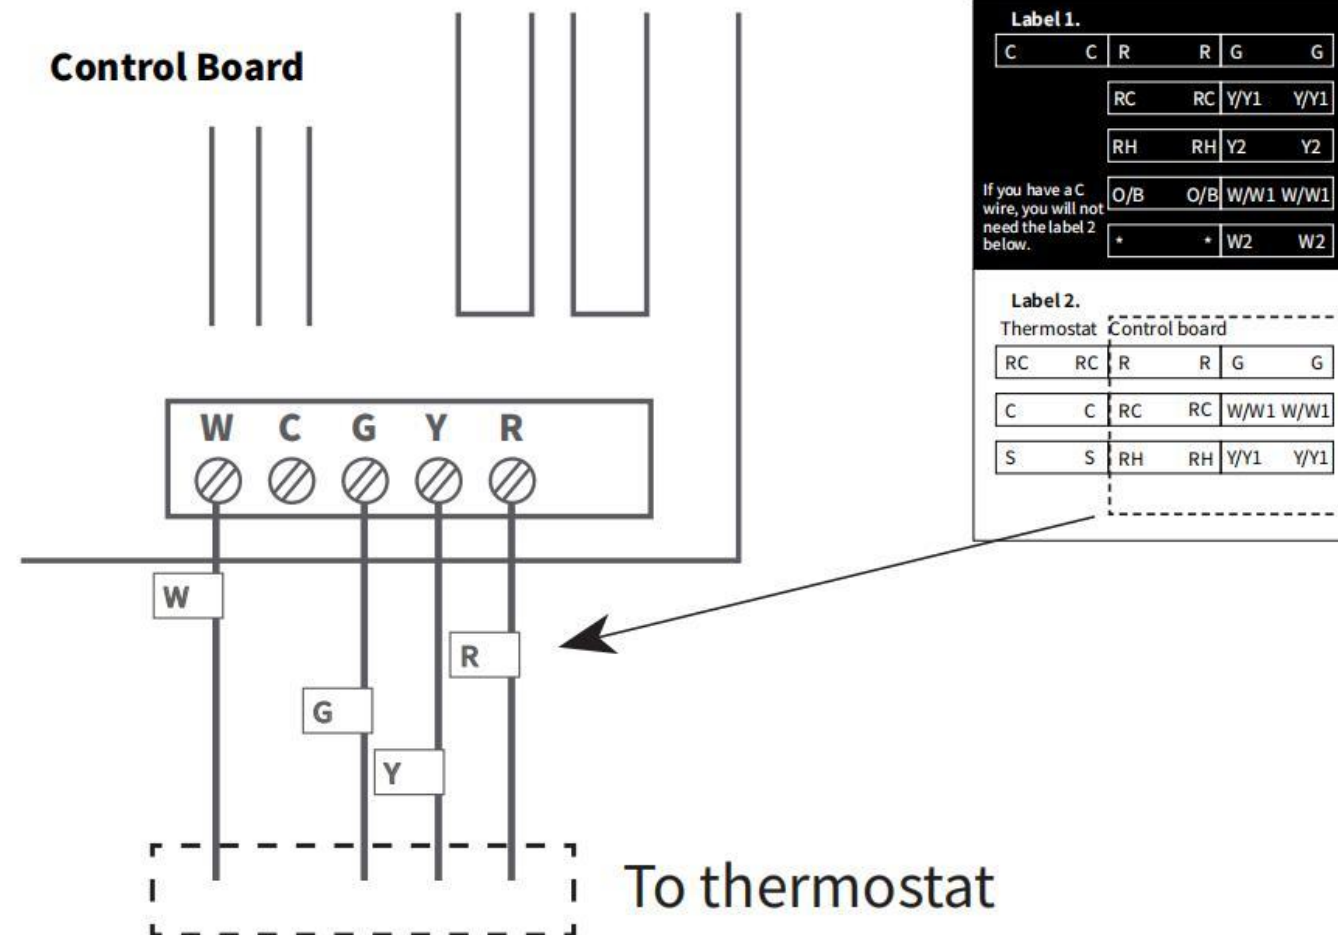 Control Board
W C G Y R
W
R
G
Y
To thermostat
Label 1.
C C R R G G
RC RC Y/Y1 Y/Y1
RH RH Y2 Y2
If you have a C
wire, you will not
need the label 2
below.
O/B O/B W/W1 W/W1
* * W2 W2
Label 2.
Thermostat Control board
RC RC R R G G
C C RC RC W/W1 W/W1
S S RH RH Y/Y1 Y/Y1